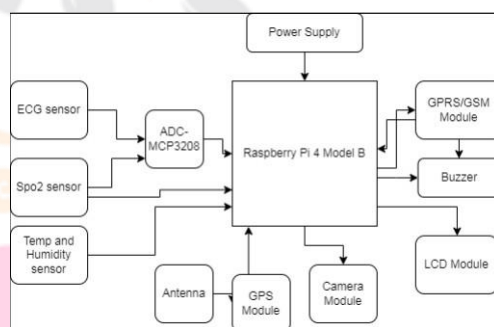 Power Supply
ECG sensor
ADC-
MCP3208
Raspberry Pi 4 Model B
GPRS/GSM
Module
Spo2 sensor
Buzzer
Temp and
Humidity
sensor
LCD Module
Antenna
GPS
Module
Camera
Module